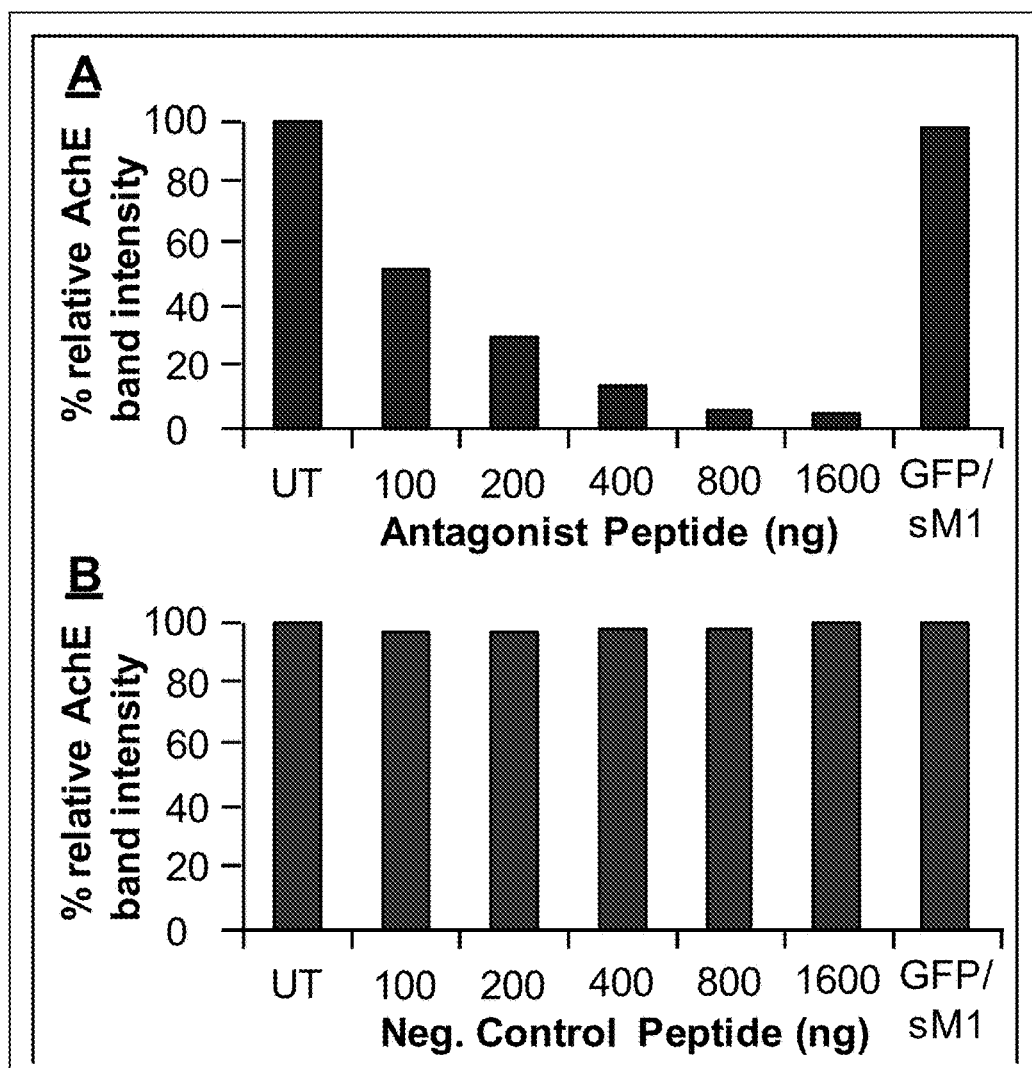 A
% relative AchE
band intensity
100
80
60
40
20
0
UT 100 200 400 800 1600 GFP/
sM1
Antagonist Peptide (ng)
B
% relative AchE
band intensity
100
80
60
40
20
0
UT 100 200 400 800 1600 GFP/
sM1
Neg. Control Peptide (ng)